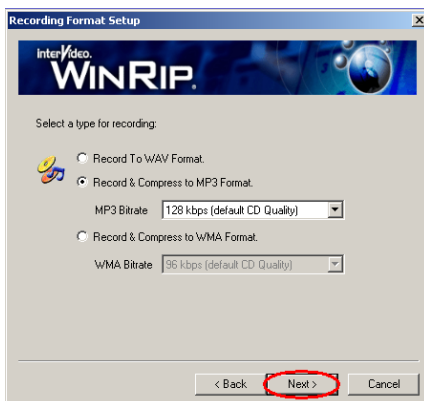 Recording Format Setup
interVideo.
WINRIP.
Select a type for recording:
Record To WAV Format.
Record & Compress to MP3 Format.
MP3 Bitrate 128 kbps (default CD Quality)
Record & Compress to WMA Format.
WMA Bitrate 96 kbps (default CD Quality)
< Back Next > Cancel